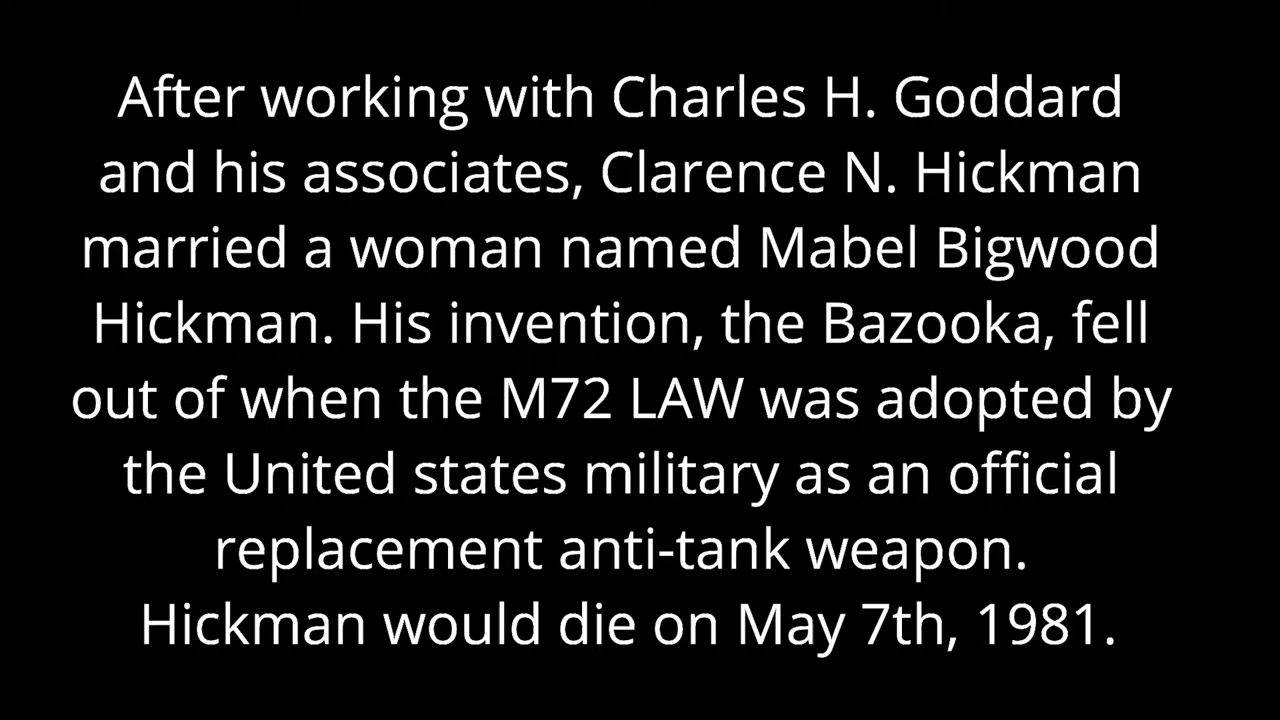 After working with Charles H. Goddard
and his associates, Clarence N. Hickman
married a woman named Mabel Bigwood
Hickman. His invention, the Bazooka, fell
out of when the M72 LAW was adopted by
the United states military as an official
replacement anti-tank weapon.
Hickman would die on May 7th, 1981.